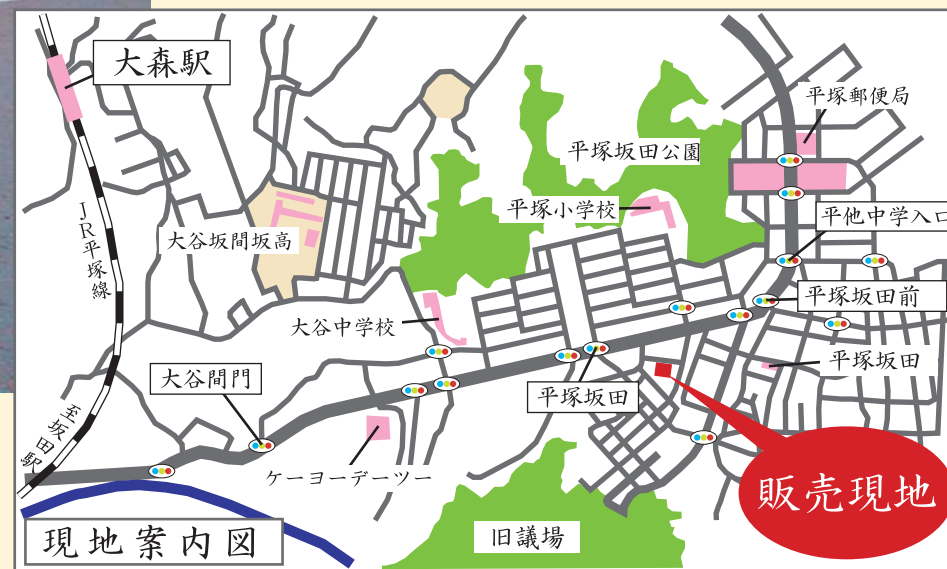 大森駅
平塚郵便局
平塚坂田公園
平塚小学校
平他中学入口
大谷坂間坂高
JR平塚線
平塚坂田前
大谷中学校
平塚坂田
大谷間門
平塚坂田
至坂田駅
ケーヨーデーツー
販売現地
旧議場
現地案内図